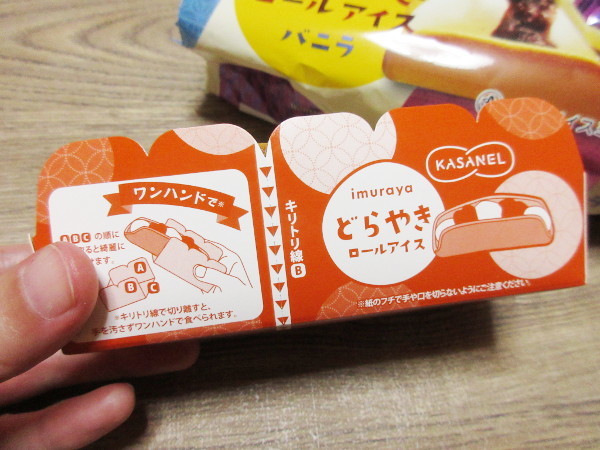 ロールアイス
バニラ
ワンハンドで※
ABCの順に
ると綺麗に
A
B
C
※キリトリ線で切り離すと、
手を汚さずワンハンドで食べられます。
キリトリ線B
KASANEL
imuraya
どらやき
ロールアイス
※紙のフチで手や口を切らないようにご注意ください